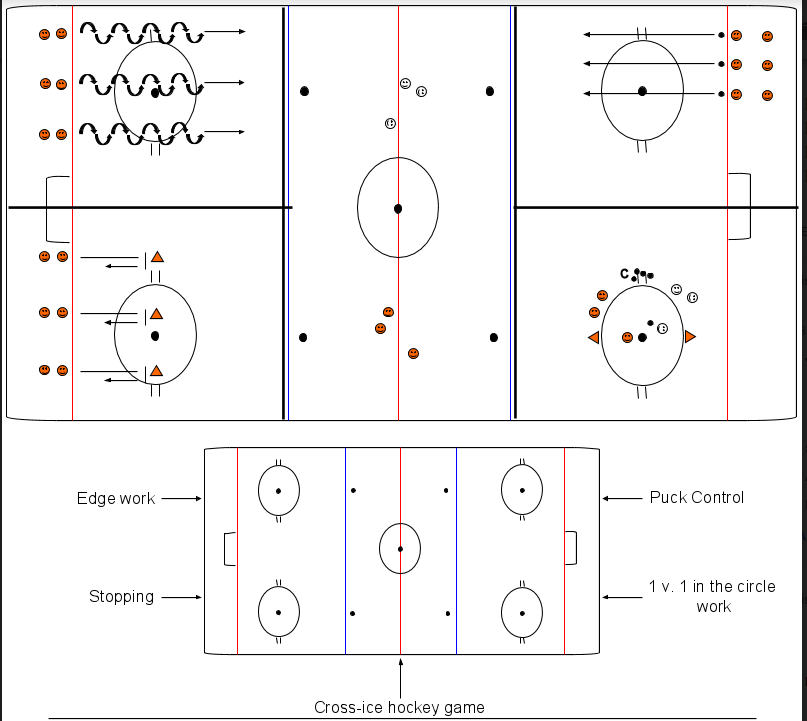 C
Edge work
Puck Control
Stopping
1 v. 1 in the circle
work
Cross-ice hockey game